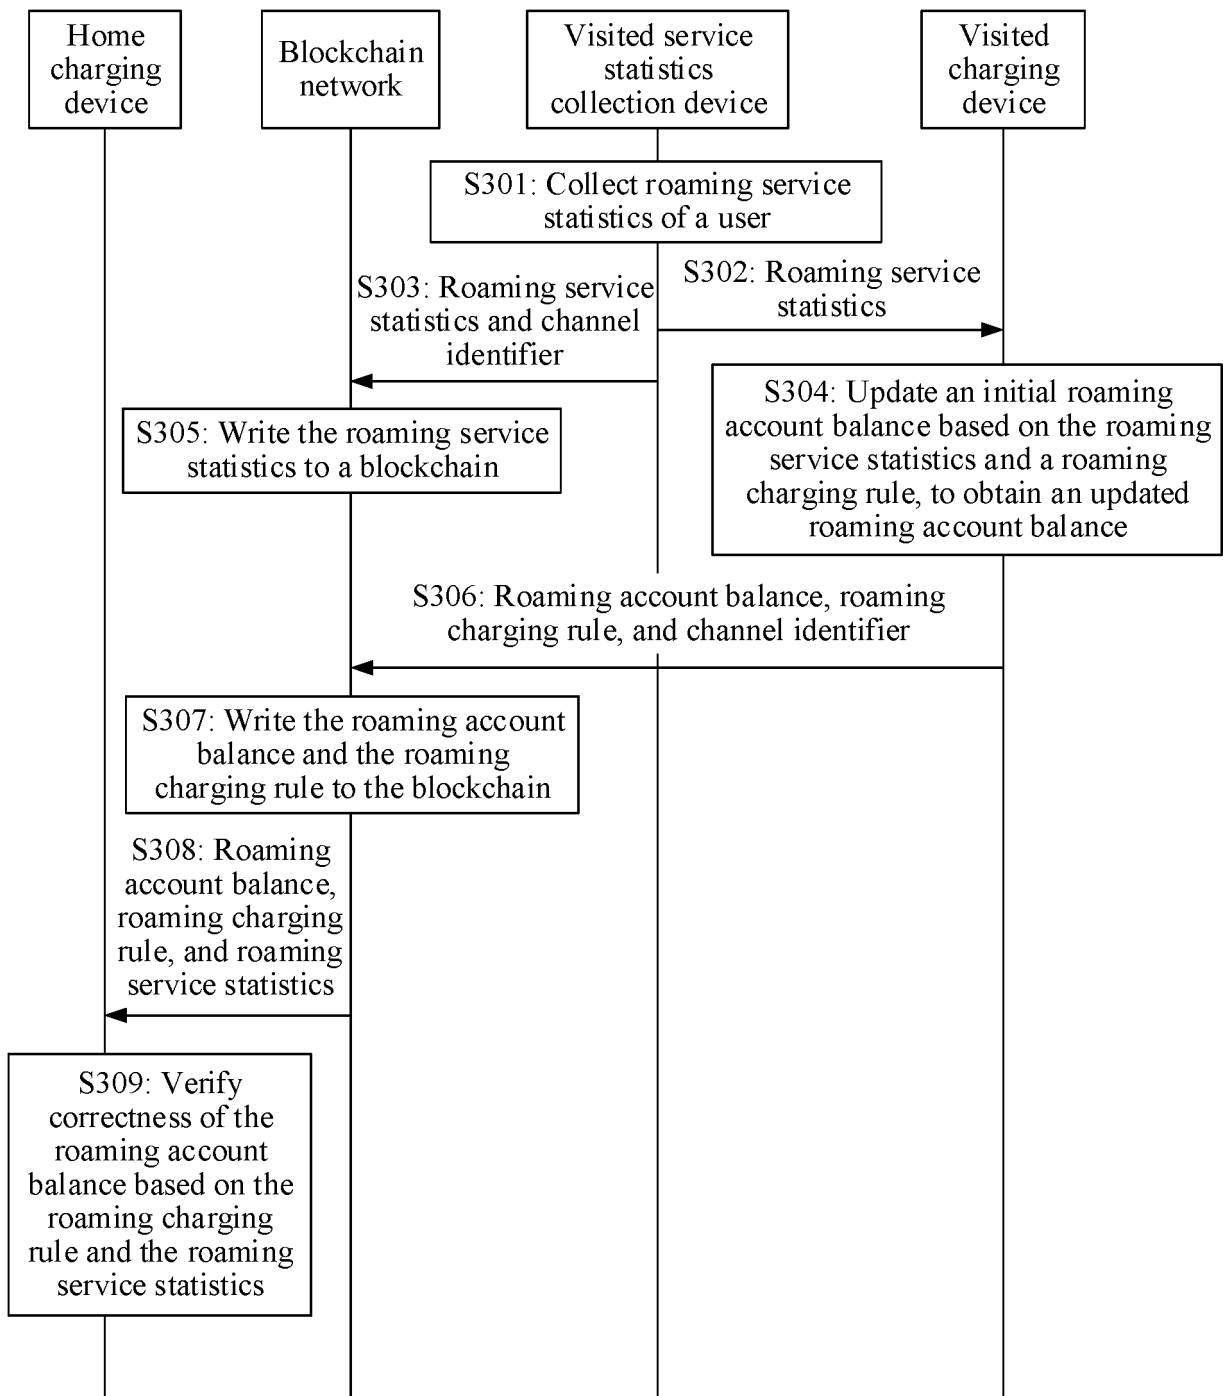 Home
charging
device
Blockchain
network
Visited service
statistics
collection device
Visited
charging
device
S301: Collect roaming service
statistics of a user
S302: Roaming service
statistics
S303: Roaming service
statistics and channel
identifier
S304: Update an initial roaming
account balance based on the roaming
service statistics and a roaming
charging rule, to obtain an updated
roaming account balance
S305: Write the roaming service
statistics to a blockchain
S306: Roaming account balance, roaming
charging rule, and channel identifier
S307: Write the roaming account
balance and the roaming
charging rule to the blockchain
S308: Roaming
account balance,
roaming charging
rule, and roaming
service statistics
S309: Verify
correctness of the
roaming account
balance based on the
roaming charging
rule and the roaming
service statistics